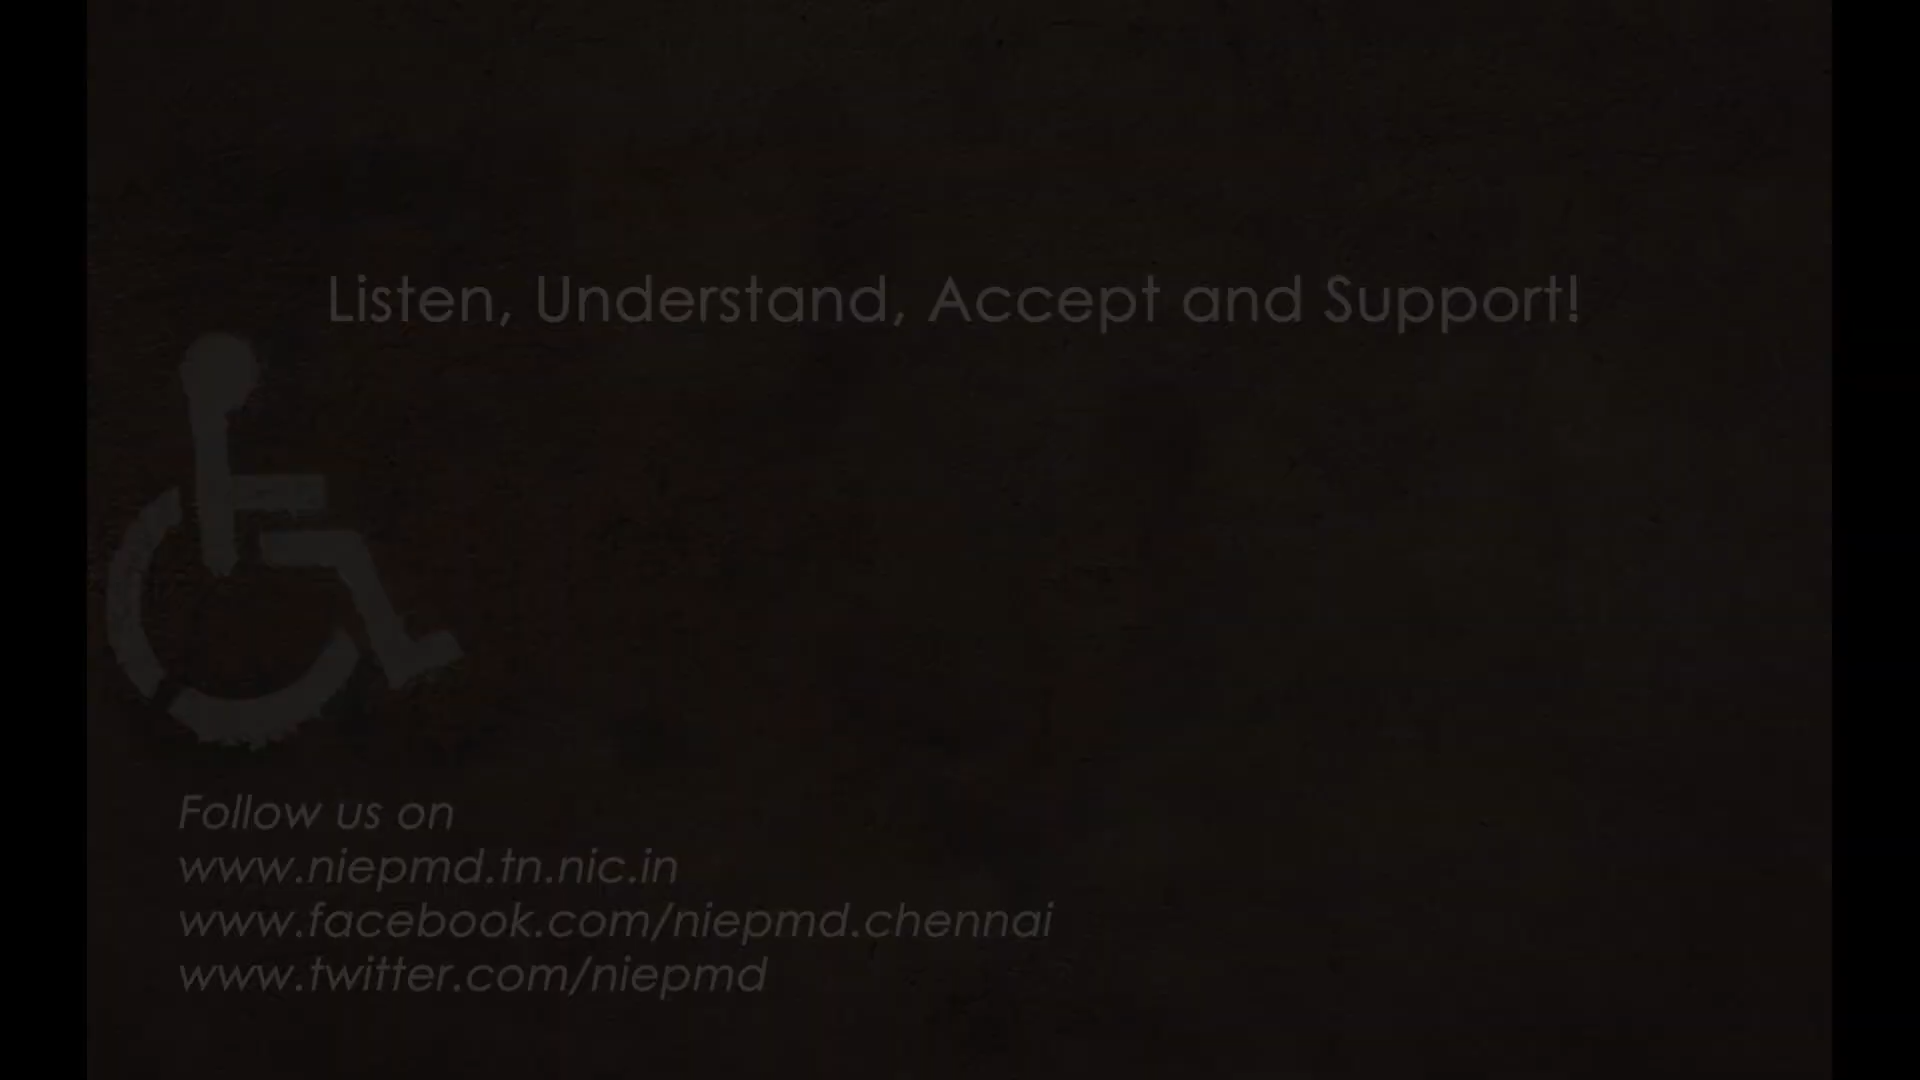 Listen, Understand, Accept and Support!
Follow us on
www.niepmd.tn.nic.in
www.facebook.com/niepmd.chennai
www.twitter.com/niepmd